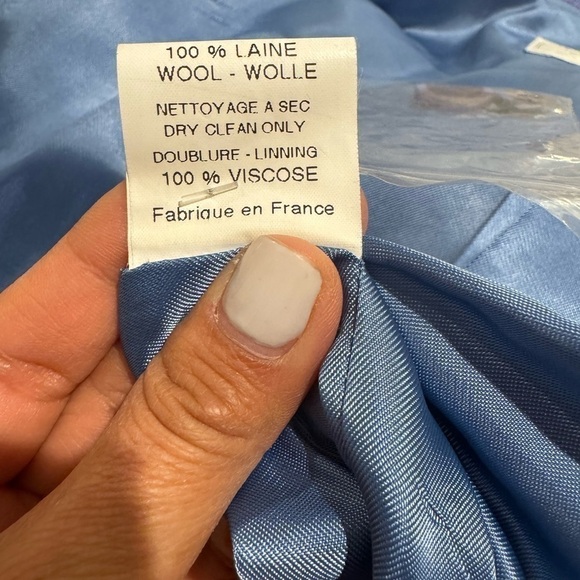 100 % LAINE
WOOL - WOLLE
NETTOYAGE A SEC
DRY CLEAN ONLY
DOUBLURE - LINNING
100 % VISCOSE
Fabrique en France